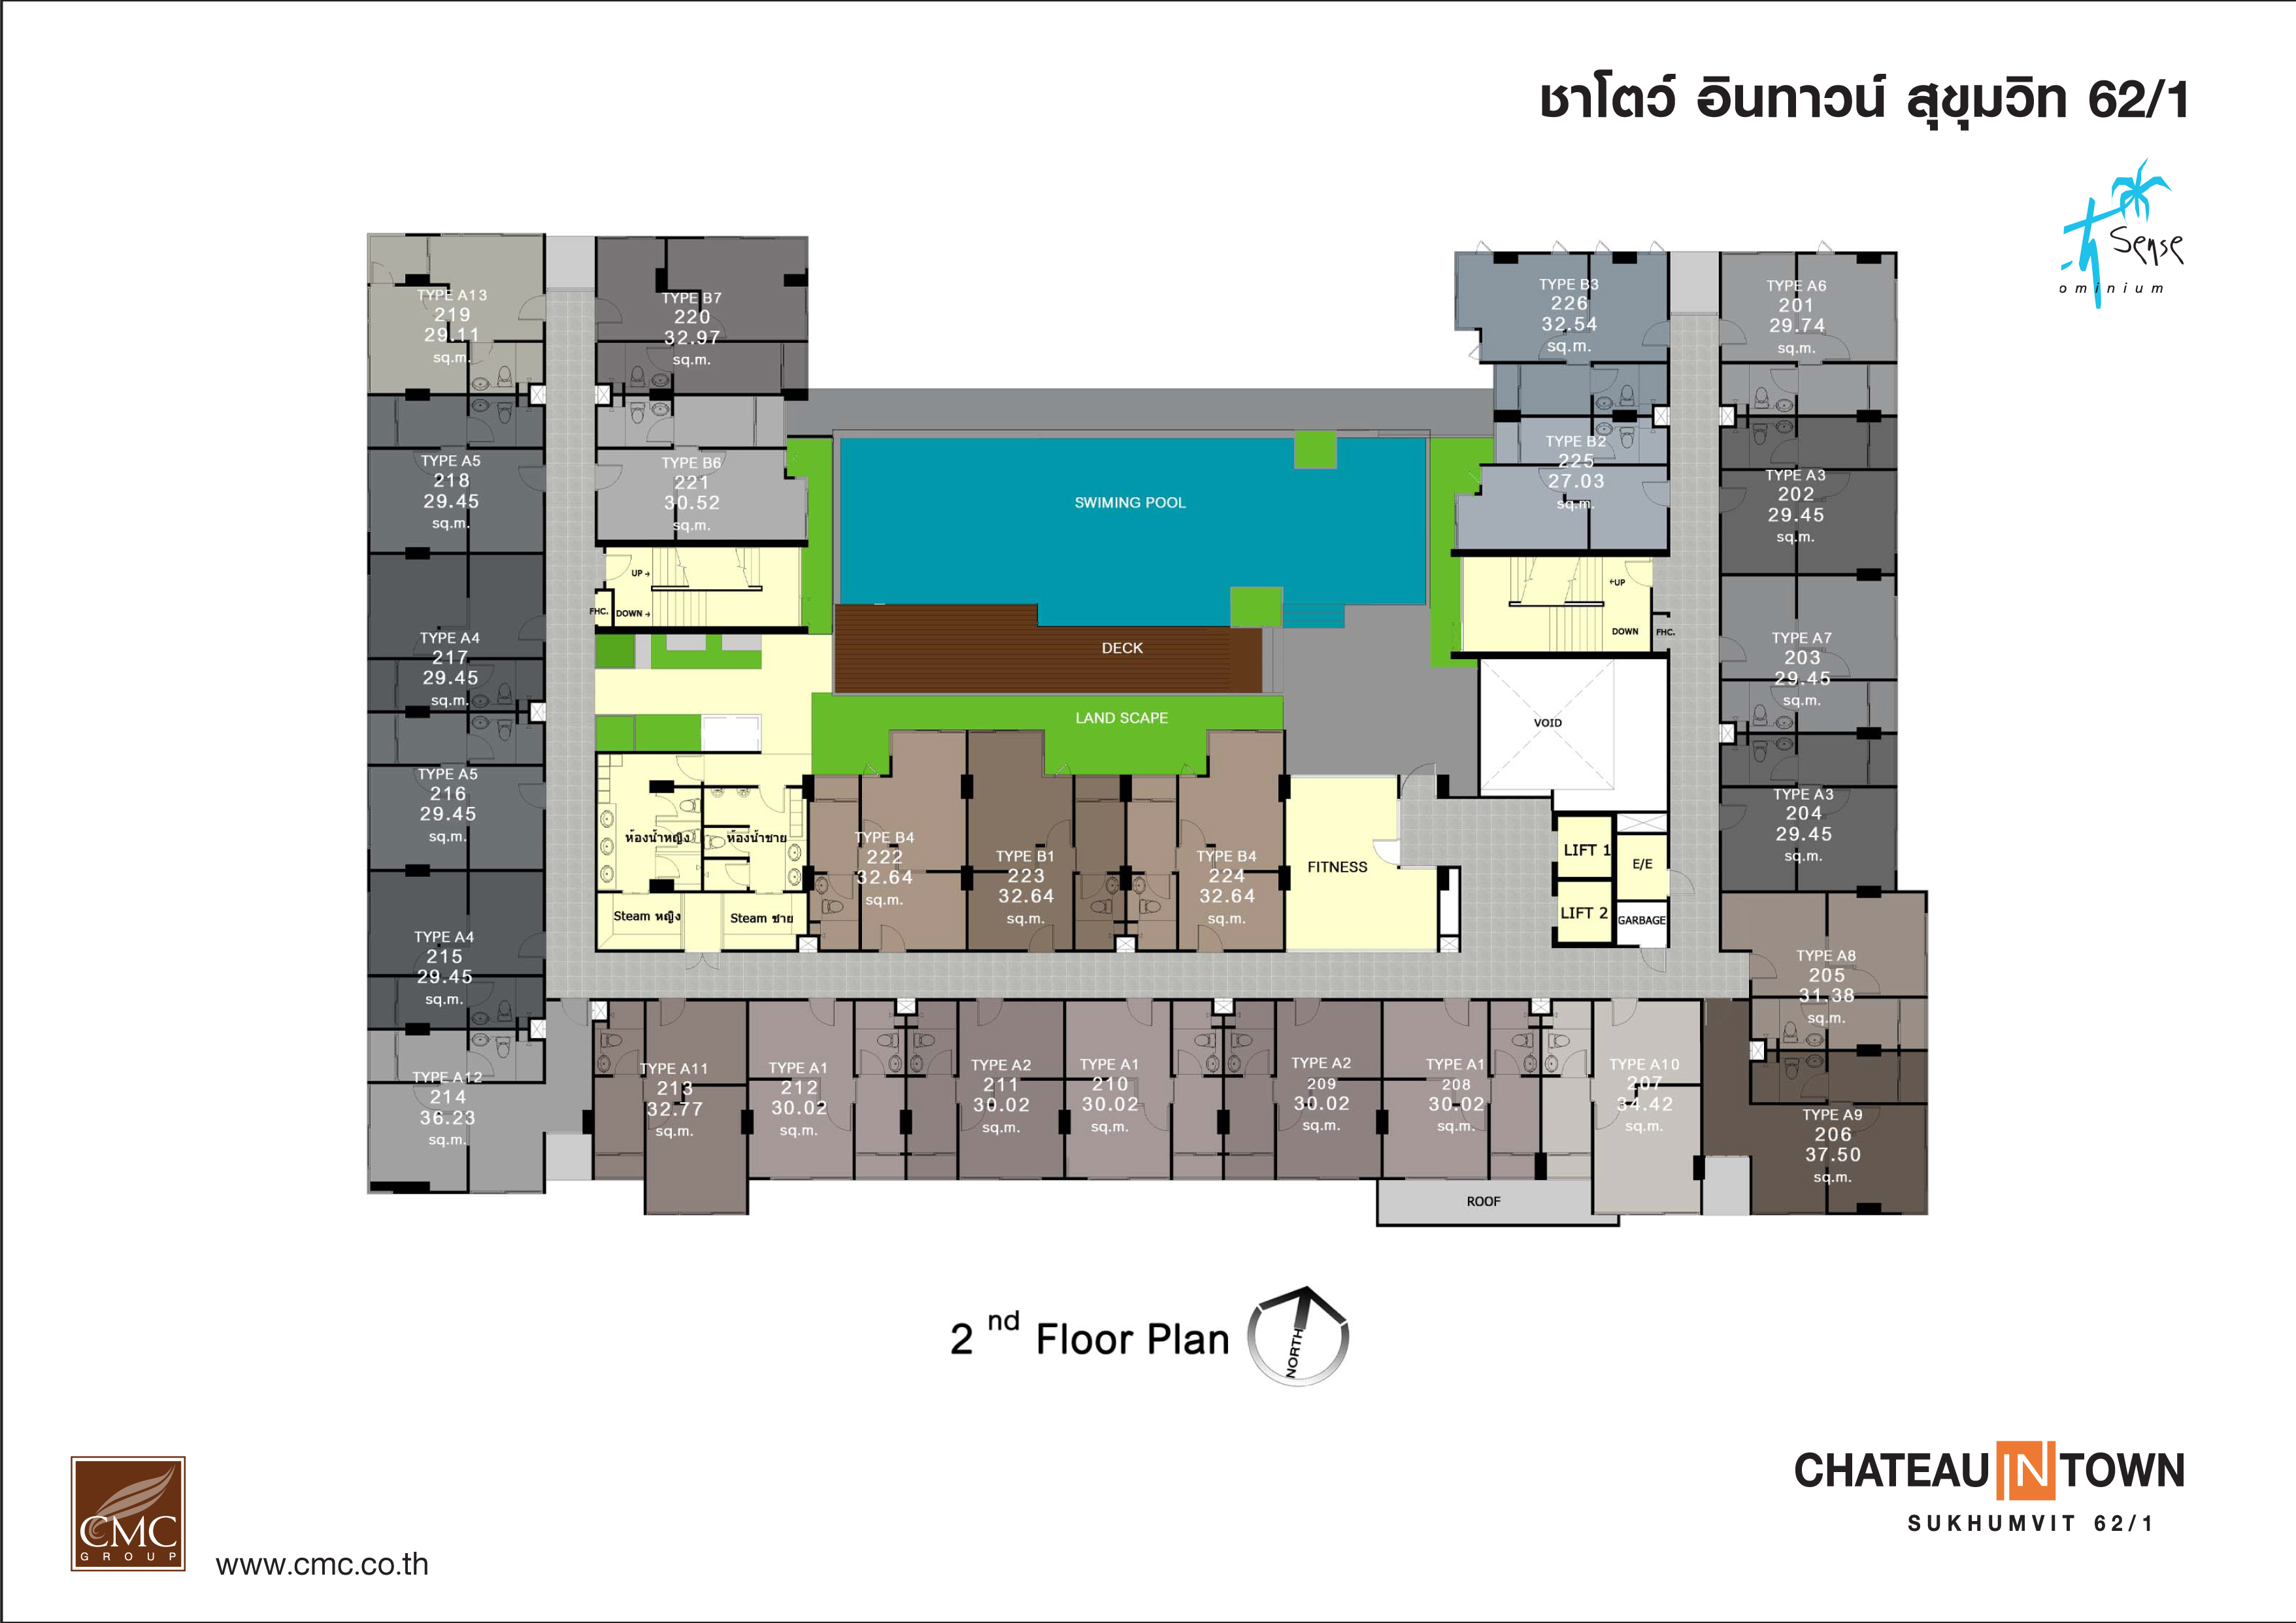 ชาโตว์ อินทาวน์ สุขุมวิท 62/1
Sense
ominium
TYPE A13
219
29.11
sq.m.
TYPE B7
220
32.97
sq.m.
TYPE B3
226
32.54
sq.m.
TYPE A6
201
29.74
sq.m.
TYPE A5
218
29.45
sq.m.
TYPE B6
221
30.52
sq.m.
SWIMING POOL
TYPE B2
225
27.03
sq.m.
TYPE A3
202
29.45
sq.m.
UP→
FHC.
DOWN→
←UP
DOWN
FHC.
TYPE A4
217
29.45
sq.m.
DECK
TYPE A7
203
29.45
sq.m.
LAND SCAPE
VOID
TYPE A5
216
29.45
sq.m.
ห้องน้ำหญิง
ห้องน้ำชาย
TYPE B4
222
32.64
sq.m.
TYPE B1
223
32.64
sq.m.
TYPE B4
224
32.64
sq.m.
FITNESS
LIFT 1
E/E
LIFT 2
GARBAGE
TYPE A3
204
29.45
sq.m.
Steam หญิง
Steam ชาย
TYPE A4
215
29.45
sq.m.
TYPE A8
205
31.38
sq.m.
TYPE A12
214
36.23
sq.m.
TYPE A11
213
32.77
sq.m.
TYPE A1
212
30.02
sq.m.
TYPE A2
211
30.02
sq.m.
TYPE A1
210
30.02
sq.m.
TYPE A2
209
30.02
sq.m.
TYPE A1
208
30.02
sq.m.
TYPE A10
207
34.42
sq.m.
TYPE A9
206
37.50
sq.m.
ROOF
2 nd Floor Plan
NORTH
CMC
GROUP
www.cmc.co.th
CHATEAU IN TOWN
SUKHUMVIT 62/1